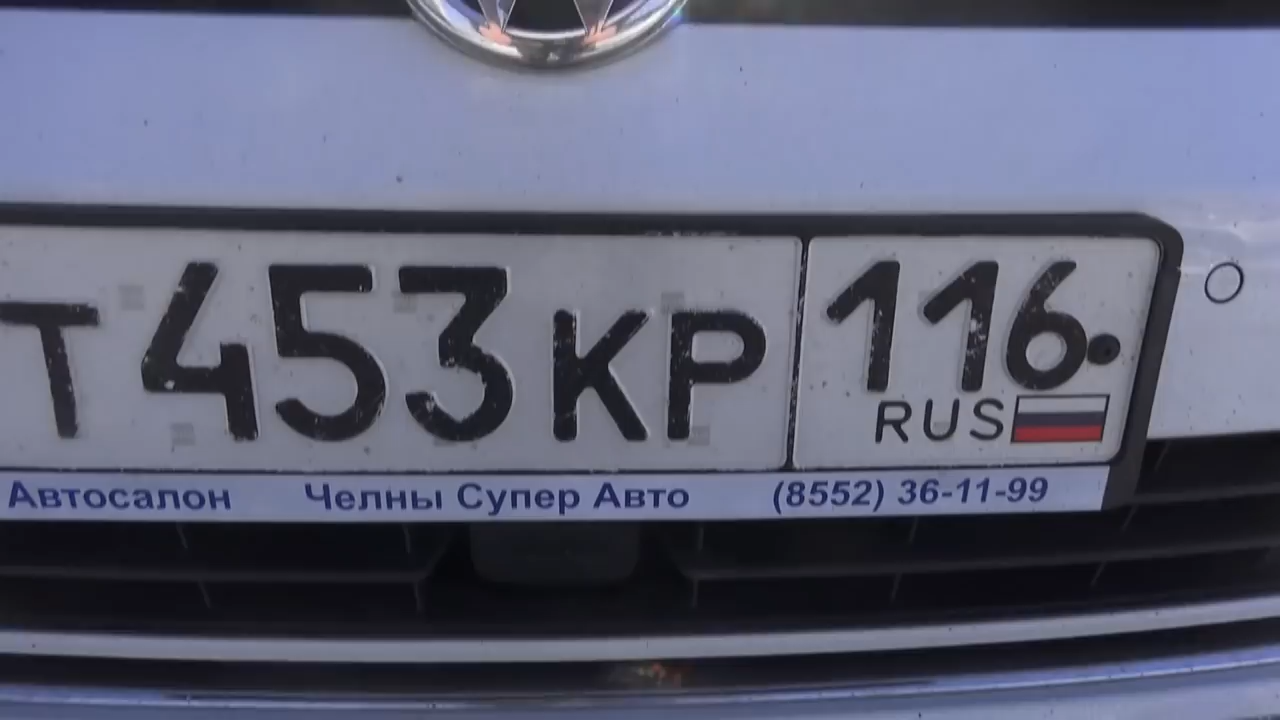 Т453КР 116
RUS
Автосалон Челны Супер Авто (8552) 36-11-99